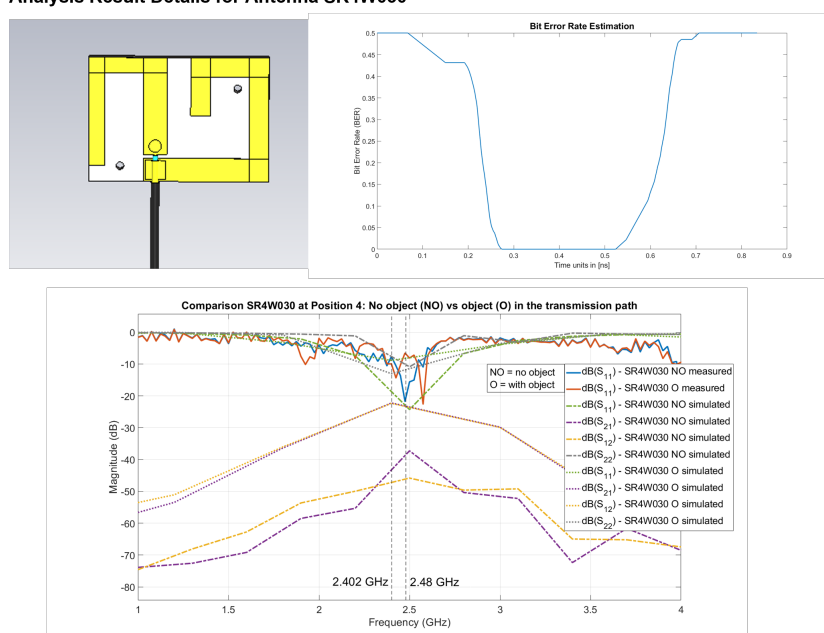 Bit Error Rate Estimation
0.5
0.45
0.4
0.35
0.3
0.25
0.2
0.15
0.1
0.05
0
Bit Error Rate (BER)
0 0.1 0.2 0.3 0.4 0.5 0.6 0.7 0.8 0.9
Time units in [ns]
Comparison SR4W030 at Position 4: No object (NO) vs object (O) in the transmission path
0
-10
-20
-30
-40
-50
-60
-70
-80
Magnitude (dB)
NO = no object
O = with object
dB(S11) - SR4W030 NO measured
dB(S11) - SR4W030 O measured
dB(S11) - SR4W030 NO simulated
dB(S21) - SR4W030 NO simulated
dB(S12) - SR4W030 NO simulated
dB(S22) - SR4W030 NO simulated
dB(S11) - SR4W030 O simulated
dB(S21) - SR4W030 O simulated
dB(S12) - SR4W030 O simulated
dB(S22) - SR4W030 O simulated
2.402 GHz 2.48 GHz
1 1.5 2 2.5 3 3.5 4
Frequency (GHz)